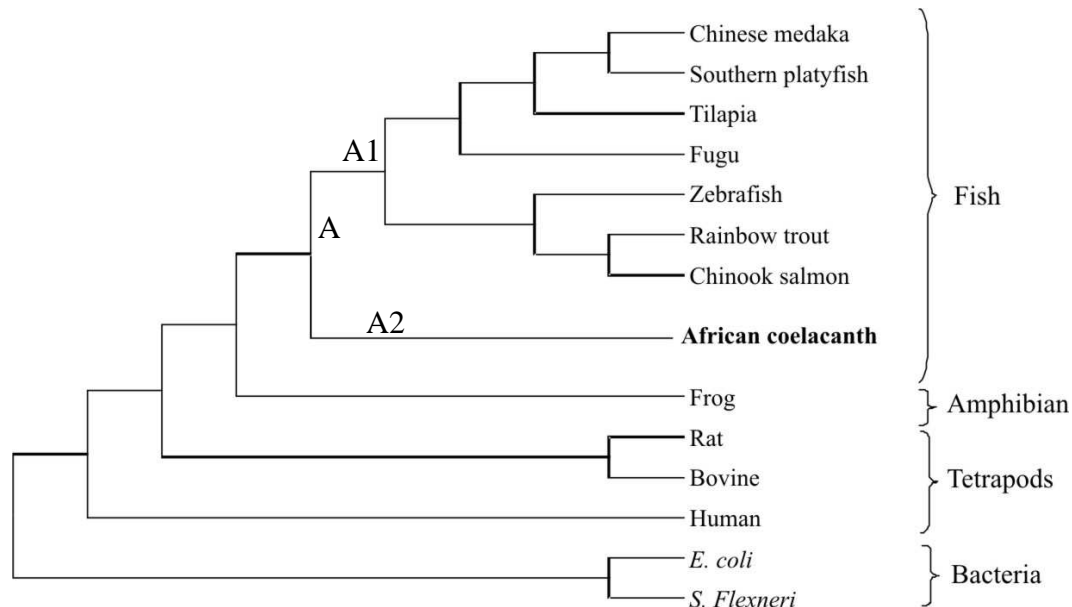 Chinese medaka
Southern platyfish
Tilapia
A1
Fugu
Zebrafish
Fish
A
Rainbow trout
Chinook salmon
A2
African coelacanth
Frog
Amphibian
Rat
Bovine
Tetrapods
Human
E. coli
Bacteria
S. Flexneri